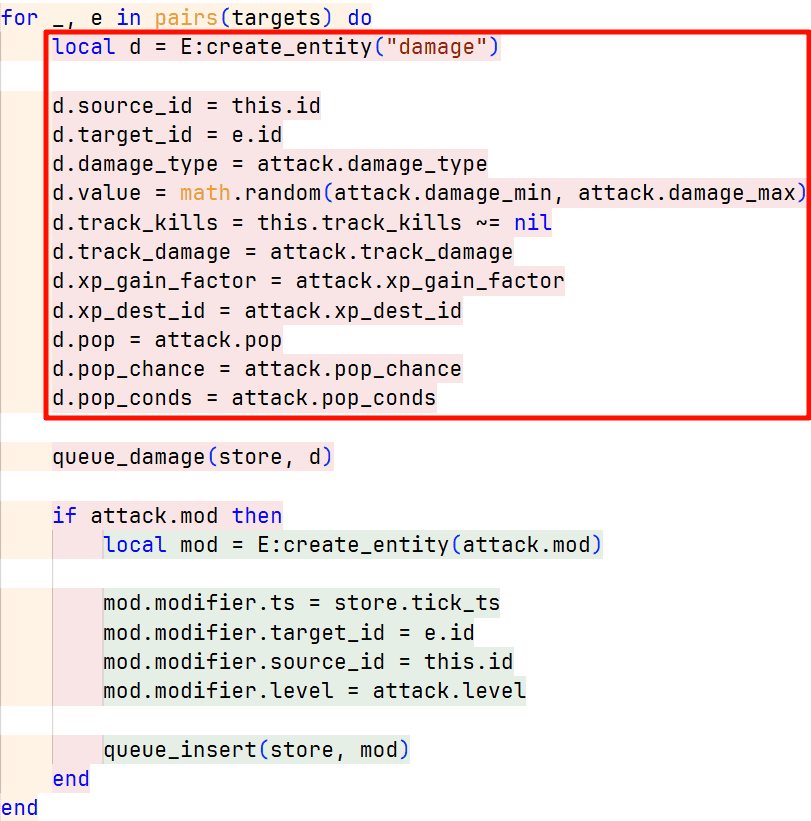 for _, e in pairs(targets) do
local d = E:create_entity("damage")
d.source_id = this.id
d.target_id = e.id
d.damage_type = attack.damage_type
d.value = math.random(attack.damage_min, attack.damage_max)
d.track_kills = this.track_kills ~= nil
d.track_damage = attack.track_damage
d.xp_gain_factor = attack.xp_gain_factor
d.xp_dest_id = attack.xp_dest_id
d.pop = attack.pop
d.pop_chance = attack.pop_chance
d.pop_conds = attack.pop_conds
queue_damage(store, d)
if attack.mod then
local mod = E:create_entity(attack.mod)
mod.modifier.ts = store.tick_ts
mod.modifier.target_id = e.id
mod.modifier.source_id = this.id
mod.modifier.level = attack.level
queue_insert(store, mod)
end
end